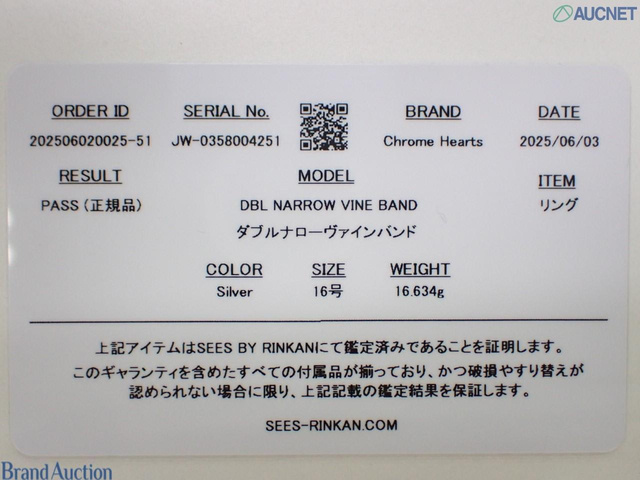 AUCNET
ORDER ID SERIAL No. BRAND DATE
202506020025-51 JW-0358004251 Chrome Hearts 2025/06/03
RESULT MODEL ITEM
PASS（正規品） DBL NARROW VINE BAND リング
ダブルナローヴァインバンド
COLOR SIZE WEIGHT
Silver 16号 16.634g
上記アイテムはSEES BY RINKANにて鑑定済みであることを証明します。
このギャランティを含めたすべての付属品が揃っており、かつ破損やすり替えが
認められない場合に限り、上記記載の鑑定結果を保証します。
SEES-RINKAN.COM
Brand Auction